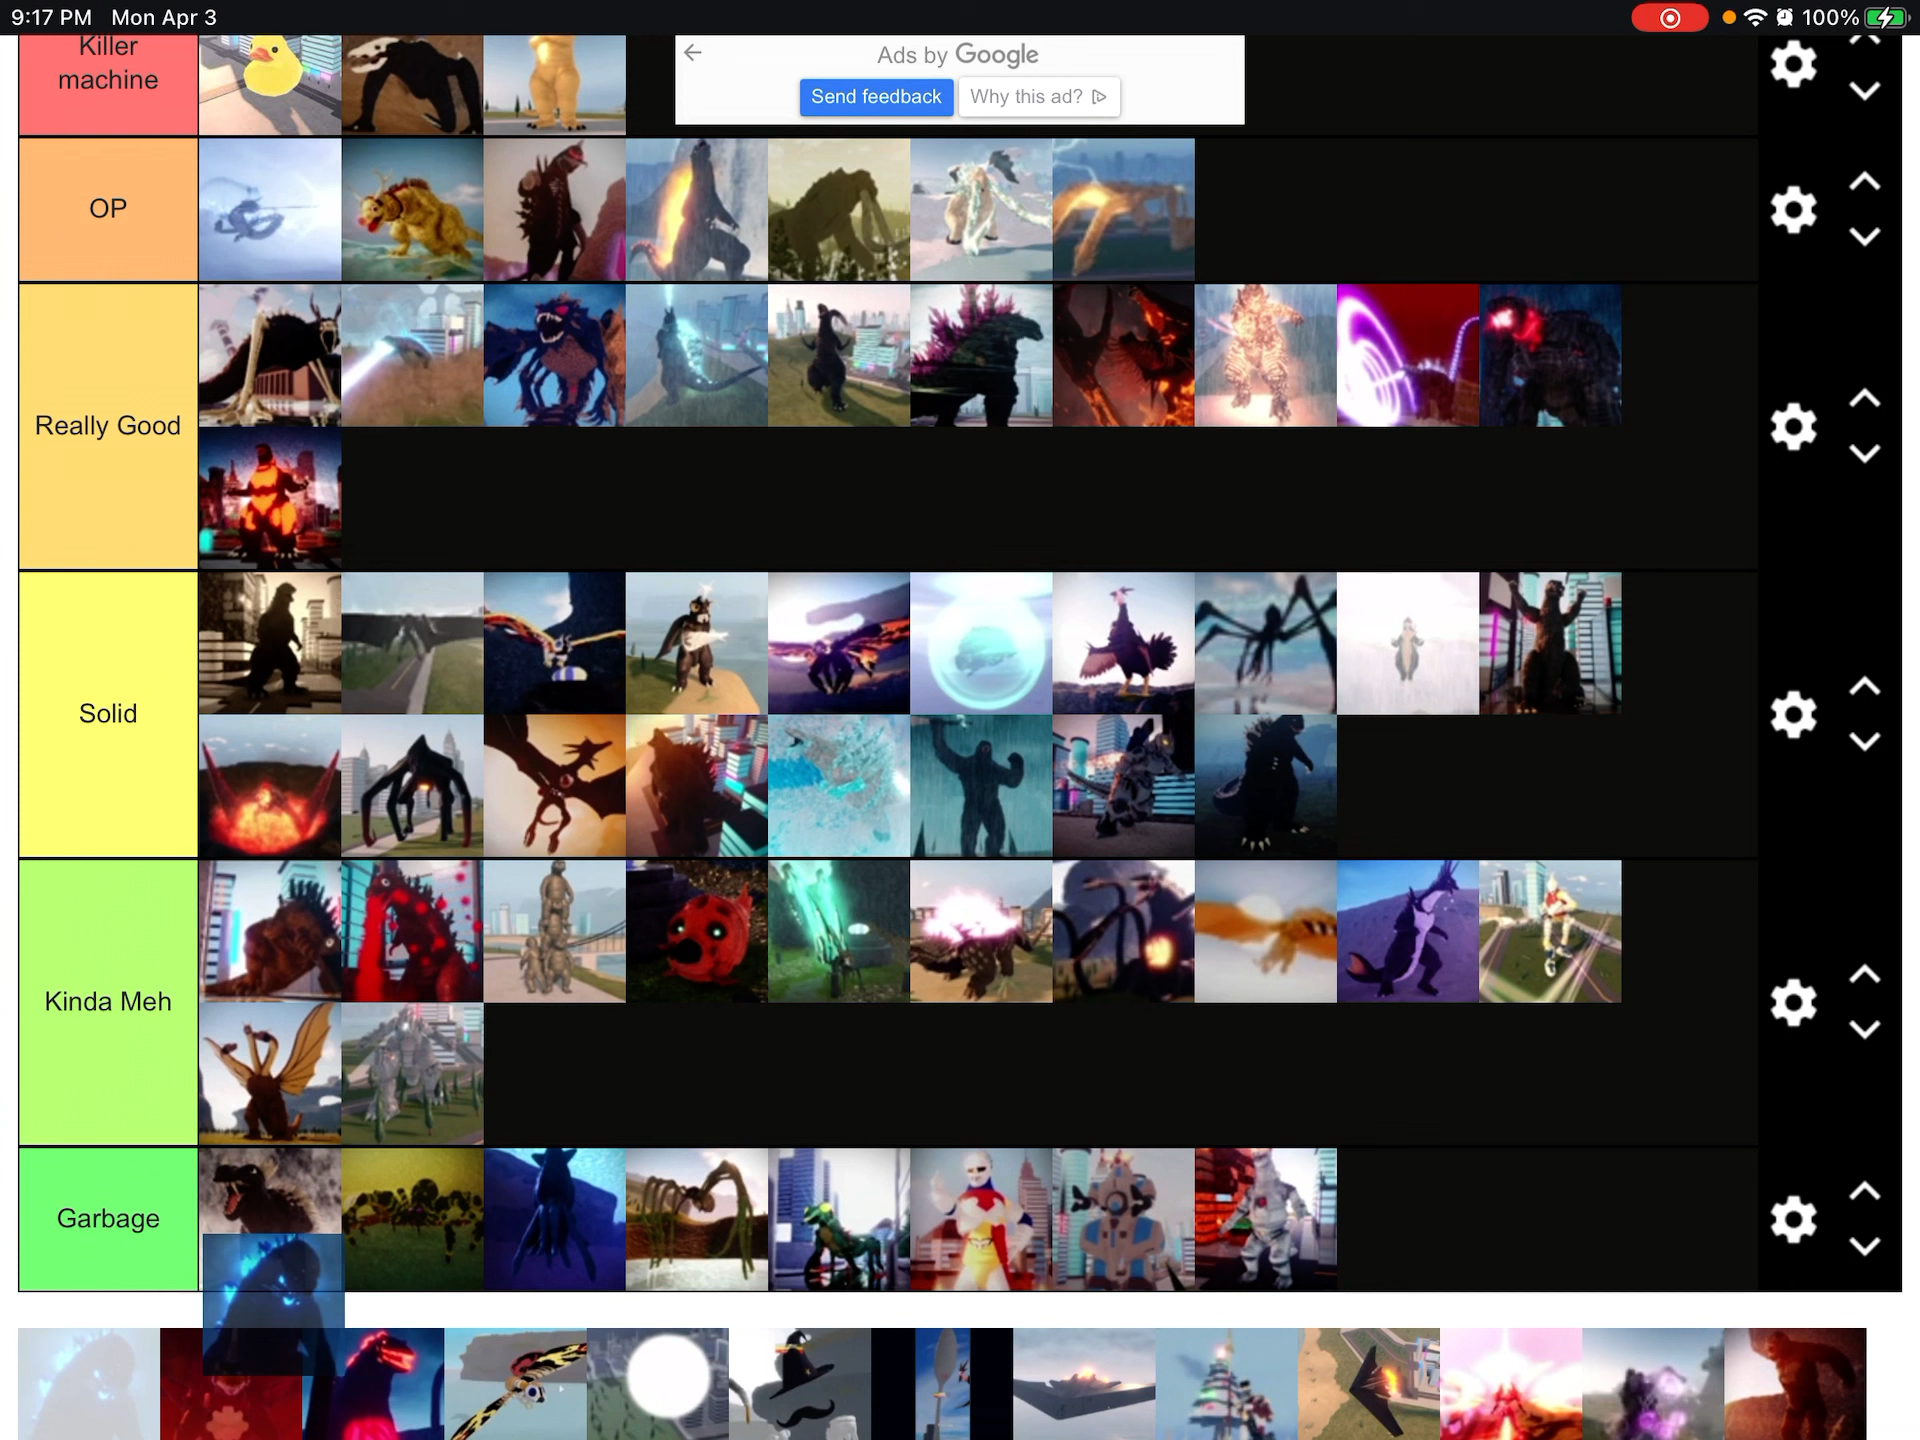 9:17 PM Mon Apr 3
100%
Killer
machine
Ads by Google
Send feedback
Why this ad?
OP
Really Good
Solid
Kinda Meh
Garbage